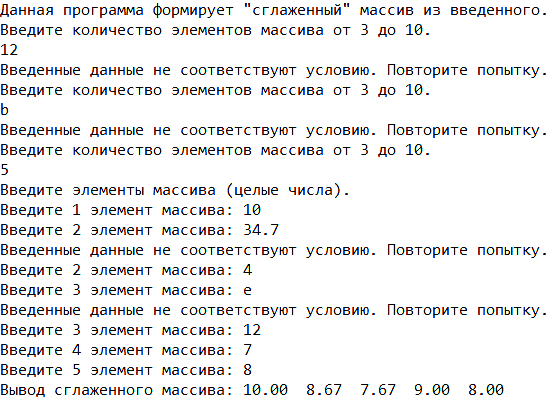 Данная программа формирует "сглаженный" массив из введенного.
Введите количество элементов массива от 3 до 10.
12
Введенные данные не соответствуют условию. Повторите попытку.
Введите количество элементов массива от 3 до 10.
b
Введенные данные не соответствуют условию. Повторите попытку.
Введите количество элементов массива от 3 до 10.
5
Введите элементы массива (целые числа).
Введите 1 элемент массива: 10
Введите 2 элемент массива: 34.7
Введенные данные не соответствуют условию. Повторите попытку.
Введите 2 элемент массива: 4
Введите 3 элемент массива: е
Введенные данные не соответствуют условию. Повторите попытку.
Введите 3 элемент массива: 12
Введите 4 элемент массива: 7
Введите 5 элемент массива: 8
Вывод сглаженного массива: 10.00  8.67  7.67  9.00  8.00